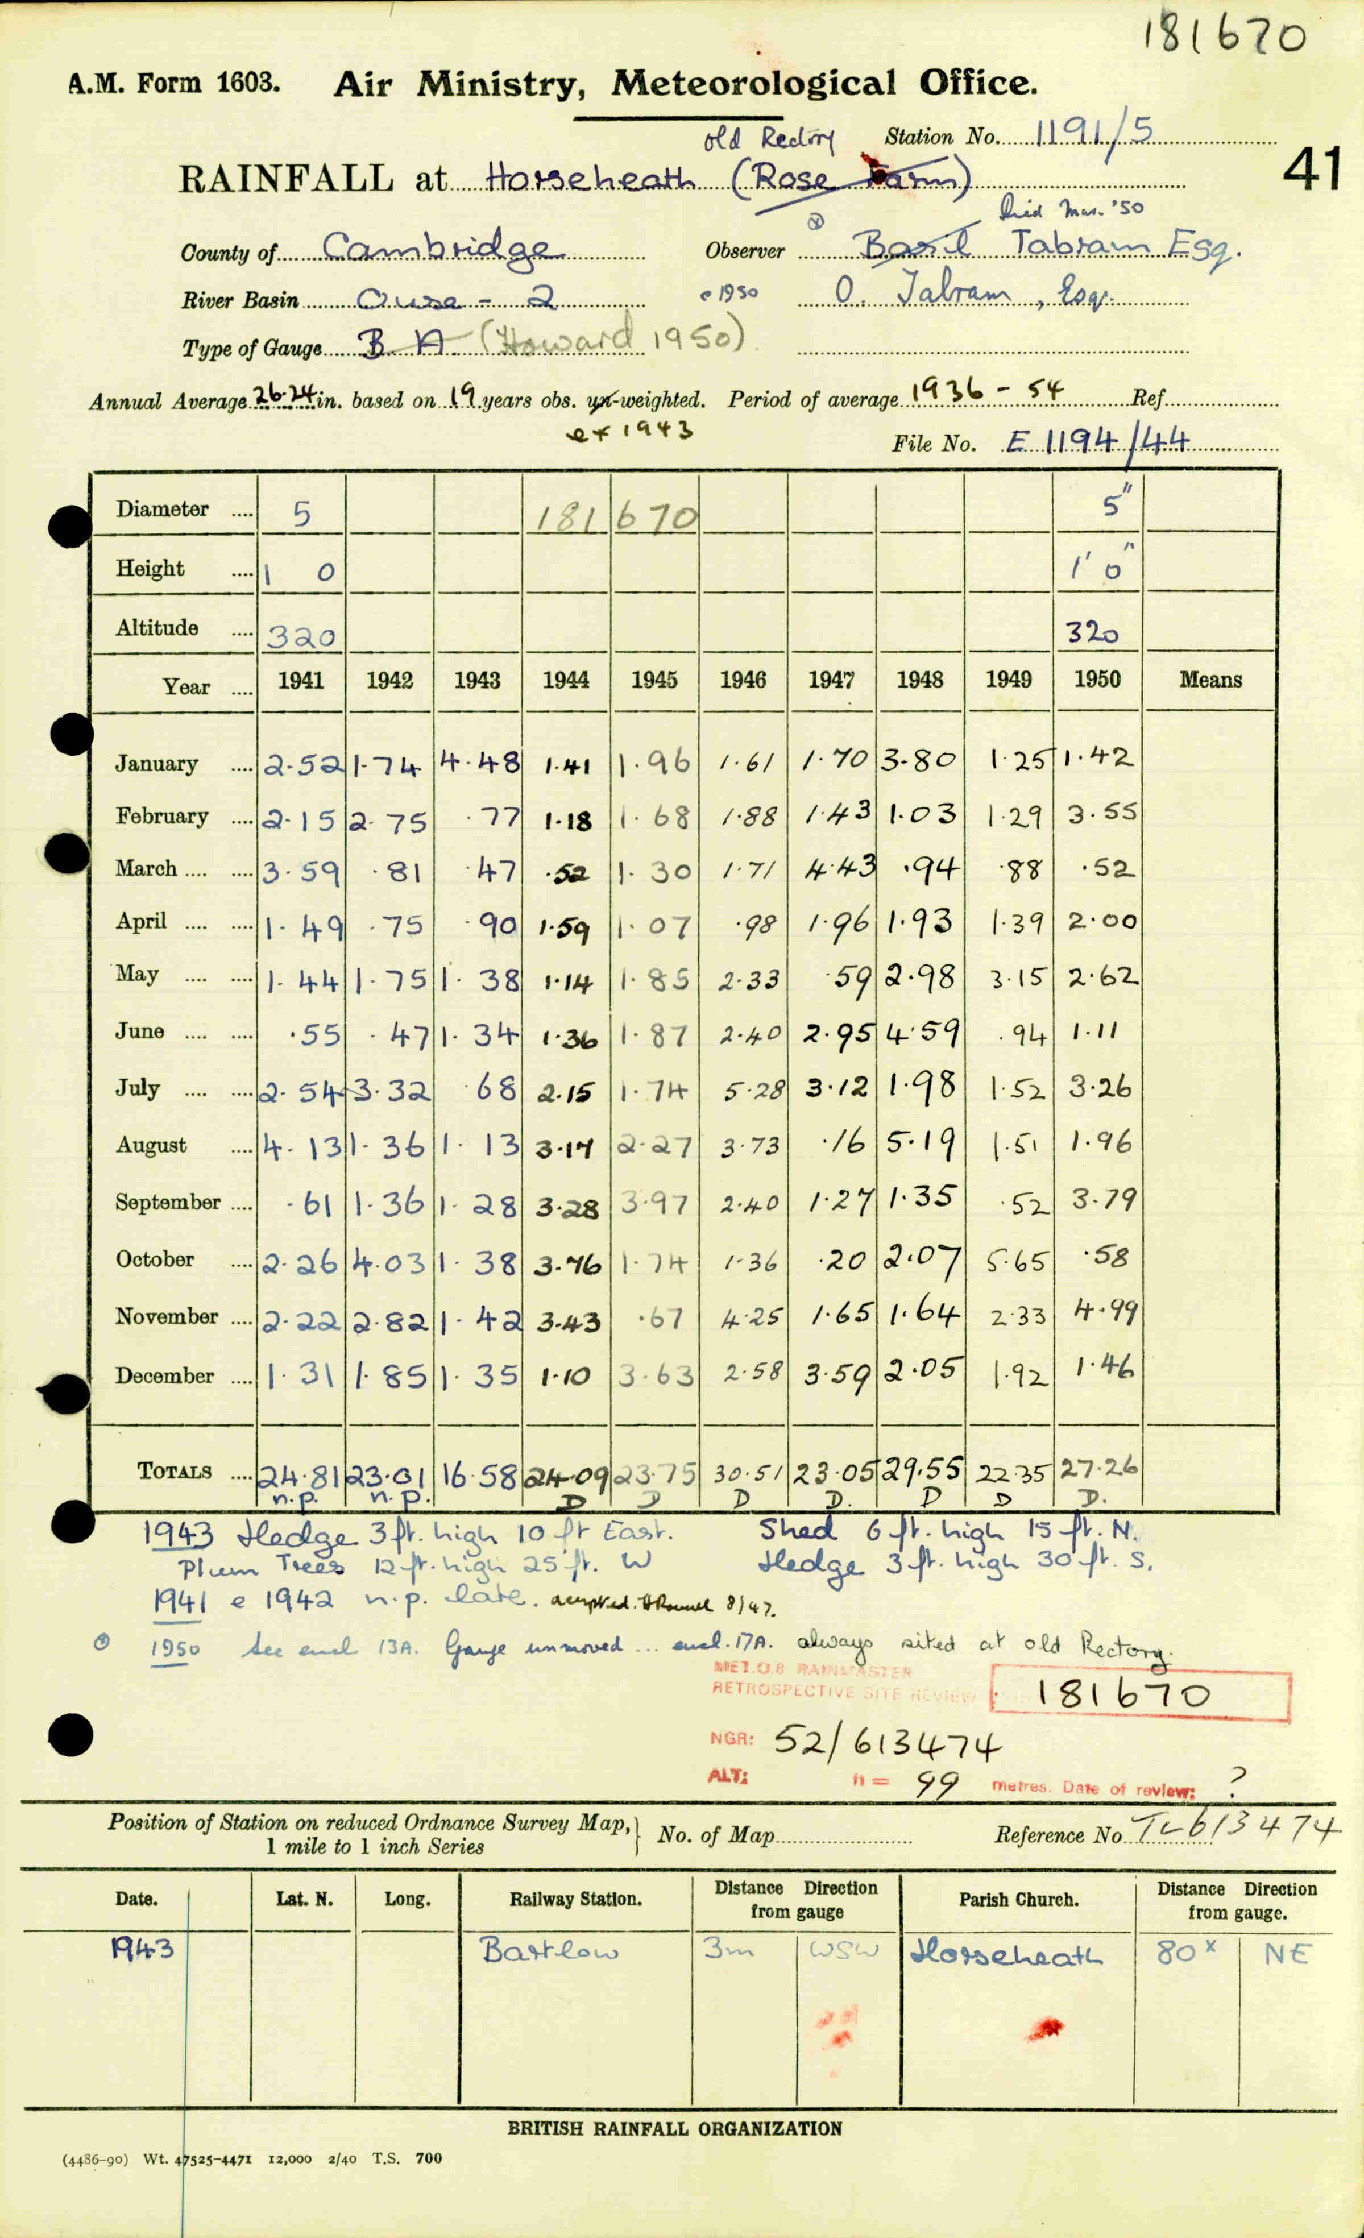 181670
A.M. Form 1603. Air Ministry, Meteorological Office.
old Rectory Station No. 1191/5
41
RAINFALL at Horseheath (Rose Farm)
Died Mar. '50
County of Cambridge Observer Basil Tabram Esq.
River Basin Ouse - 2 e 1950 O. Tabram, Esq.
Type of Gauge B A (Howard 1950)
Annual Average 26.24 in. based on 19 years obs. un-weighted. Period of average 1936 - 54 Ref.
ex 1943
File No. E 1194/44
Diameter 5 181670 5"
Height 1 0 1' 0"
Altitude 320 320
Year 1941 1942 1943 1944 1945 1946 1947 1948 1949 1950 Means
January 2.52 1.74 4.48 1.41 1.96 1.61 1.70 3.80 1.25 1.42
February 2.15 2.75 .77 1.18 1.68 1.88 1.43 1.03 1.29 3.55
March 3.59 .81 .47 .52 1.30 1.71 4.43 .94 .88 .52
April 1.49 .75 .90 1.59 1.07 .98 1.96 1.93 1.39 2.00
May 1.44 1.75 1.38 1.14 1.85 2.33 .59 2.98 3.15 2.62
June .55 .47 1.34 1.36 1.87 2.40 2.95 4.59 .94 1.11
July 2.54 3.32 .68 2.15 1.74 5.28 3.12 1.98 1.52 3.26
August 4.13 1.36 1.13 3.17 2.27 3.73 .16 5.19 1.51 1.96
September .61 1.36 1.28 3.28 3.97 2.40 1.27 1.35 .52 3.79
October 2.26 4.03 1.38 3.76 1.74 1.36 .20 2.07 5.65 .58
November 2.22 2.82 1.42 3.43 .67 4.25 1.65 1.64 2.33 4.99
December 1.31 1.85 1.35 1.10 3.63 2.58 3.59 2.05 1.92 1.46
TOTALS 24.81 23.01 16.58 24.09 23.75 30.51 23.05 29.55 22.35 27.26
n.p. n.p. D D D D. D D D.
1943 Hedge 3 ft. high 10 ft East. Shed 6 ft. high 15 ft. N.
Plum Trees 12 ft. high 25 ft. W Hedge 3 ft. high 30 ft. S.
1941 e 1942 n.p. late. accepted. 8/47.
1950 See encl 13A. Gauge unmoved ... encl. 17A. always sited at old Rectory.
MET.O.8 RAINMASTER
RETROSPECTIVE SITE REVIEW 181670
NGR: 52/613474
ALT: ft = 99 metres. Date of review: ?
Position of Station on reduced Ordnance Survey Map, 1 mile to 1 inch Series No. of Map Reference No. TL613474
Date. Lat. N. Long. Railway Station. Distance Direction from gauge Parish Church. Distance Direction from gauge.
1943 Bartlow 3m WSW Horseheath 80x NE
BRITISH RAINFALL ORGANIZATION
(4486-90) Wt. 47525-4471 12,000 2/40 T.S. 700